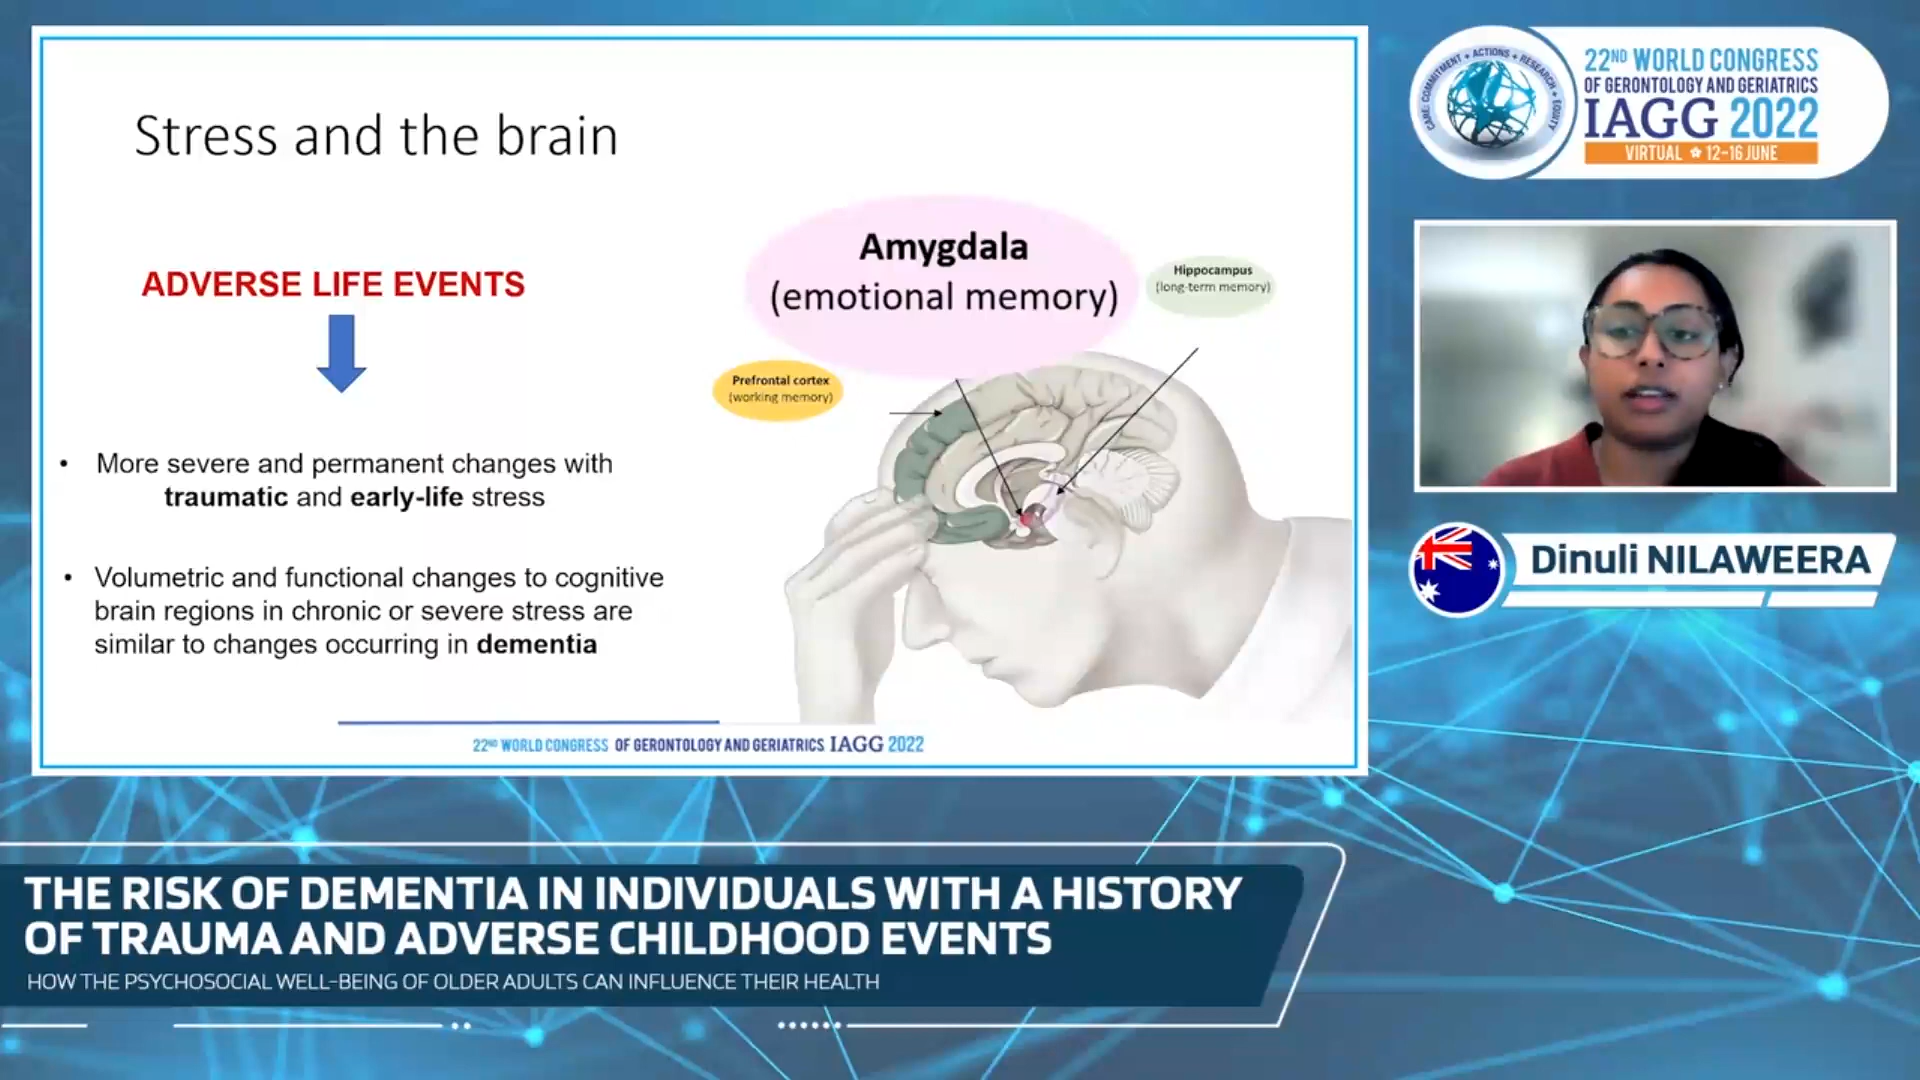 Stress and the brain
ADVERSE LIFE EVENTS
• More severe and permanent changes with
traumatic and early-life stress
• Volumetric and functional changes to cognitive
brain regions in chronic or severe stress are
similar to changes occurring in dementia
Amygdala
(emotional memory)
Hippocampus
(long-term memory)
Prefrontal cortex
(working memory)
22ND WORLD CONGRESS OF GERONTOLOGY AND GERIATRICS IAGG 2022
CARE: COMMITMENT + ACTIONS + RESEARCH + EQUITY
22ND WORLD CONGRESS
OF GERONTOLOGY AND GERIATRICS
IAGG 2022
VIRTUAL 12-16 JUNE
Dinuli NILAWEERA
THE RISK OF DEMENTIA IN INDIVIDUALS WITH A HISTORY
OF TRAUMA AND ADVERSE CHILDHOOD EVENTS
HOW THE PSYCHOSOCIAL WELL-BEING OF OLDER ADULTS CAN INFLUENCE THEIR HEALTH